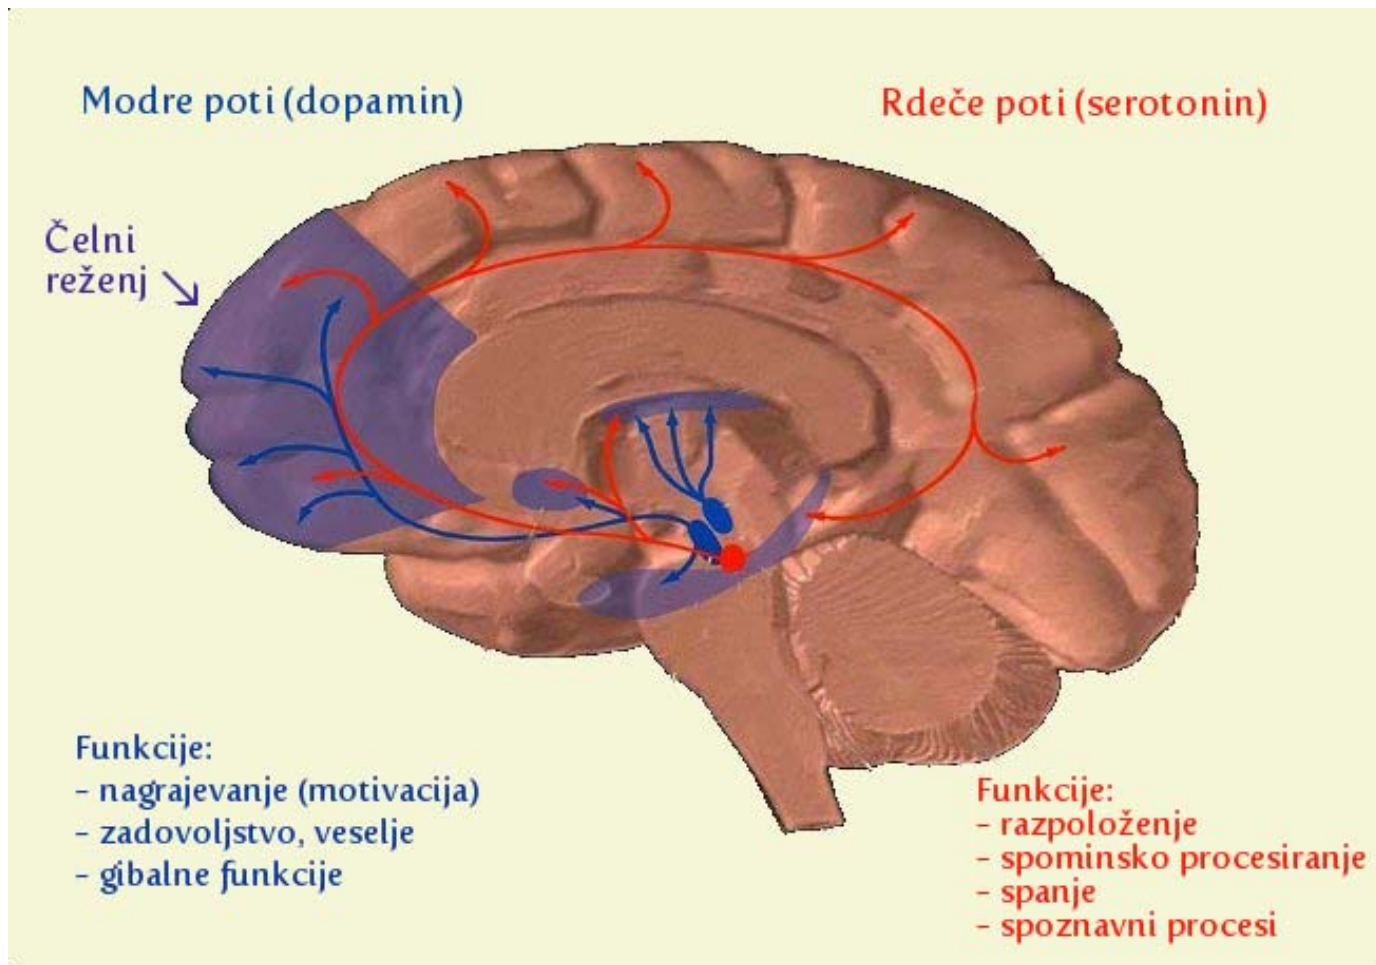 Modre poti (dopamin)
Rdeče poti (serotonin)
Čelni
reženj
Funkcije:
- nagrajevanje (motivacija)
- zadovoljstvo, veselje
- gibalne funkcije
Funkcije:
- razpoloženje
- spominsko procesiranje
- spanje
- spoznavni procesi